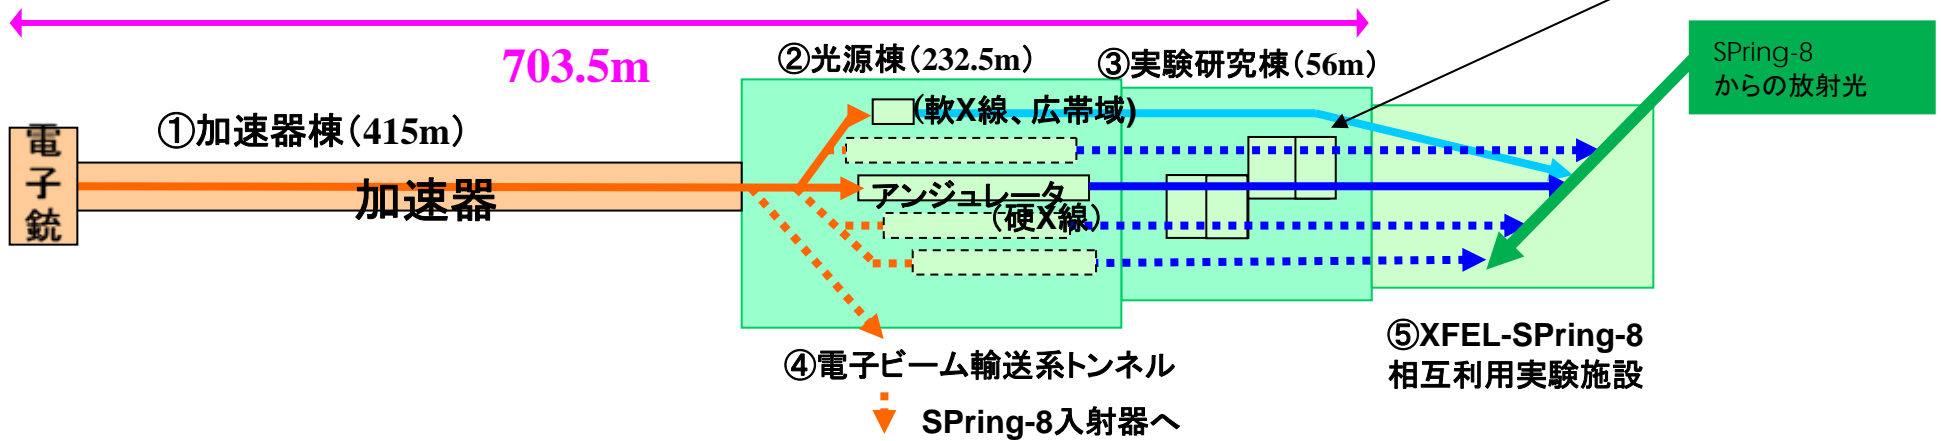 703.5m
②光源棟(232.5m)
③実験研究棟(56m)
SPring-8
からの放射光
①加速器棟(415m)
(軟X線、広帯域)
電子銃
加速器
アンジュレータ
(硬X線)
④電子ビーム輸送系トンネル
SPring-8入射器へ
⑤XFEL-SPring-8
相互利用実験施設